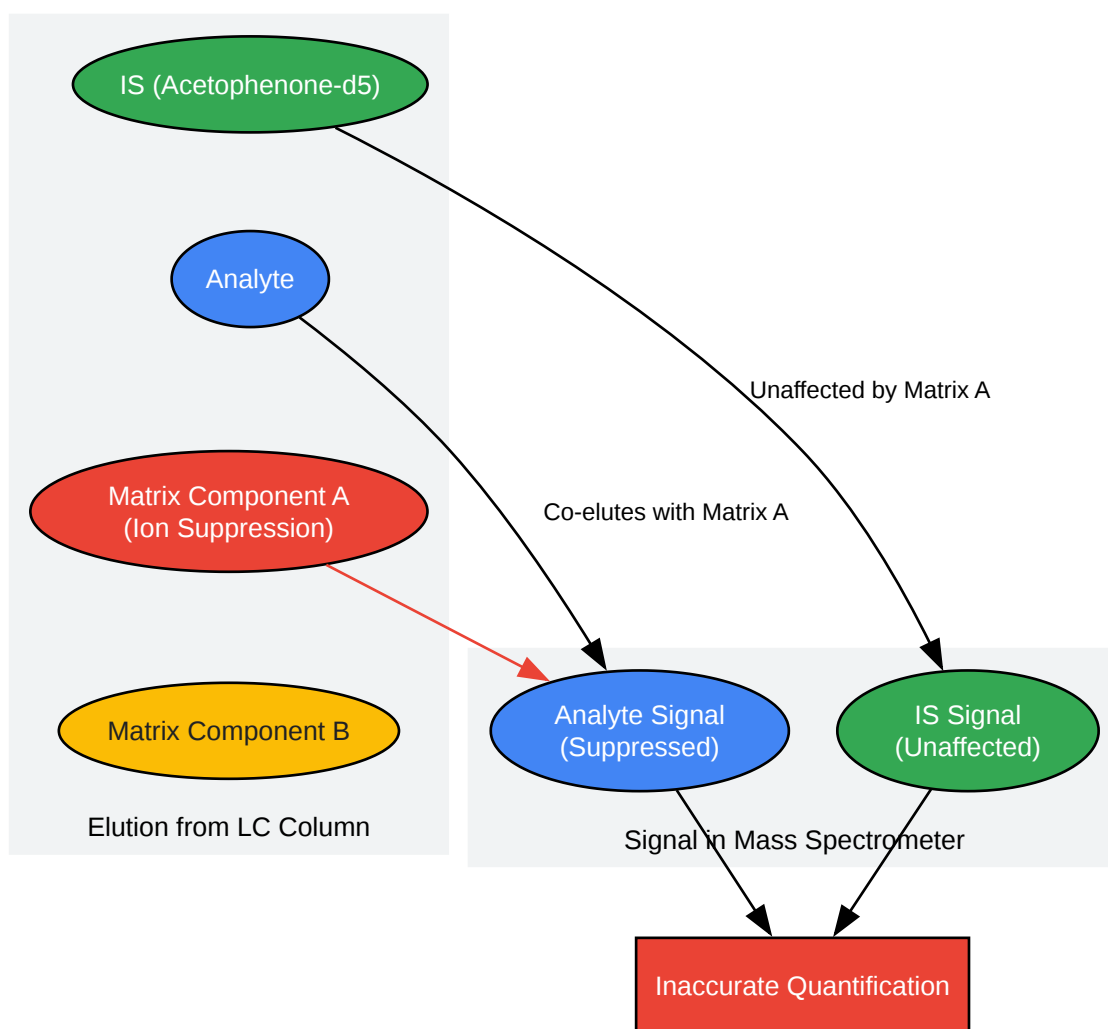 IS (Acetophenone-d5)
Analyte
Unaffected by Matrix A
Matrix Component A
(Ion Suppression)
Co-elutes with Matrix A
Matrix Component B
Analyte Signal
(Suppressed)
IS Signal
(Unaffected)
Elution from LC Column
Signal in Mass Spectrometer
Inaccurate Quantification